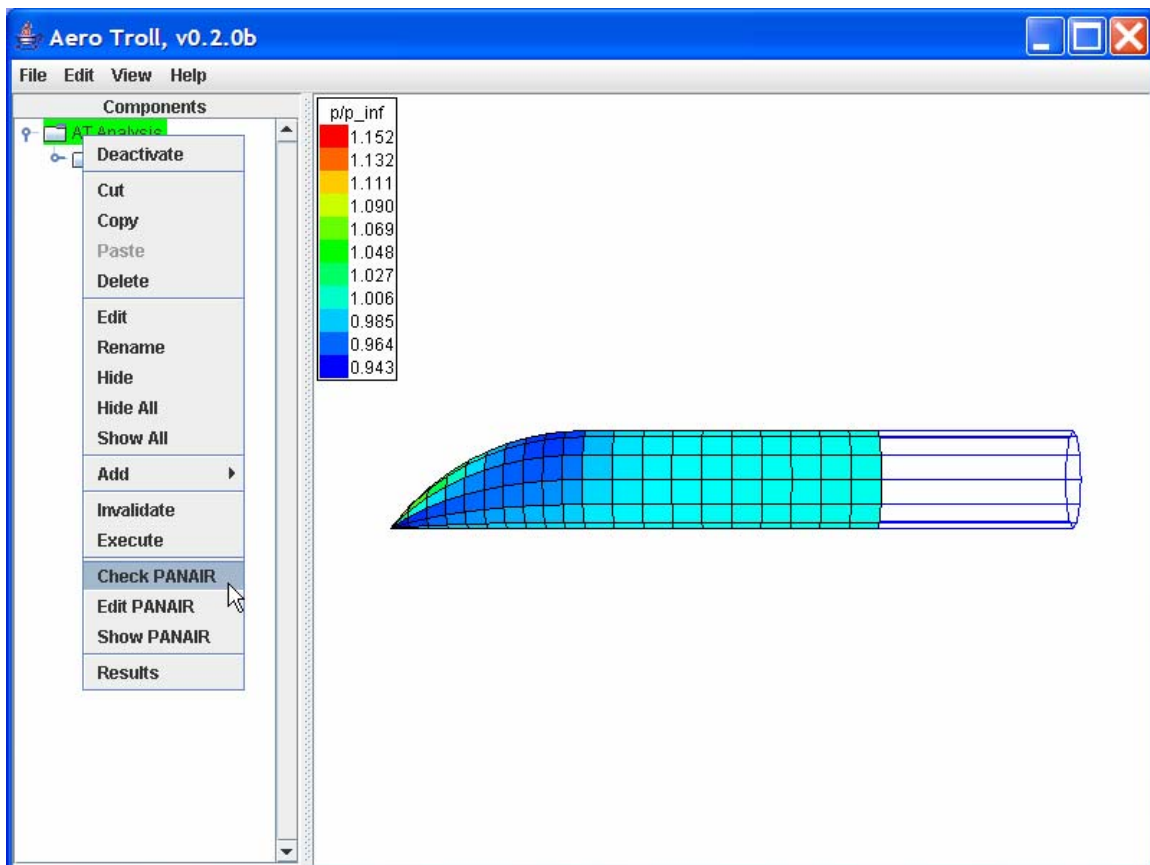 Aero Troll, v0.2.0b
File Edit View Help
Components
AT Analysis
Deactivate
Cut
Copy
Paste
Delete
Edit
Rename
Hide
Hide All
Show All
Add
Invalidate
Execute
Check PANAIR
Edit PANAIR
Show PANAIR
Results
p/p_inf
1.152
1.132
1.111
1.090
1.069
1.048
1.027
1.006
0.985
0.964
0.943